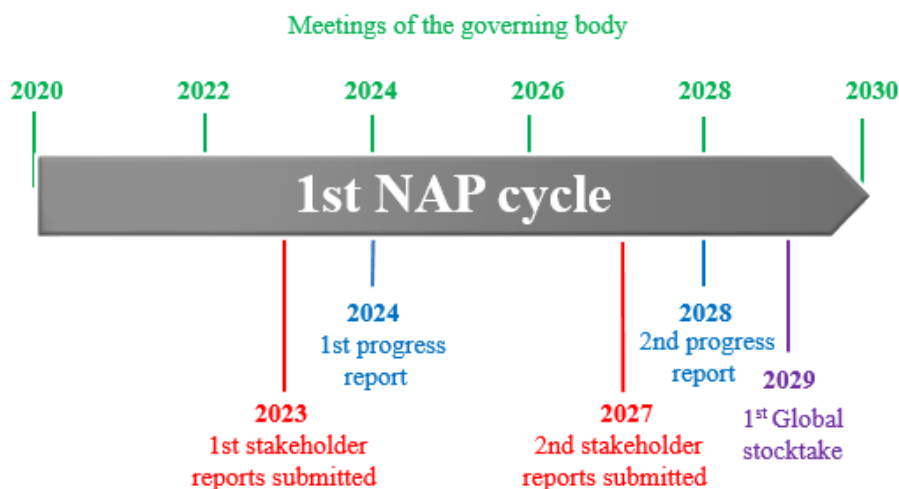 Meetings of the governing body
2020 2022 2024 2026 2028 2030
1st NAP cycle
2024
1st progress
report
2028
2nd progress
report
2029
1st Global
stocktake
2023
1st stakeholder
reports submitted
2027
2nd stakeholder
reports submitted